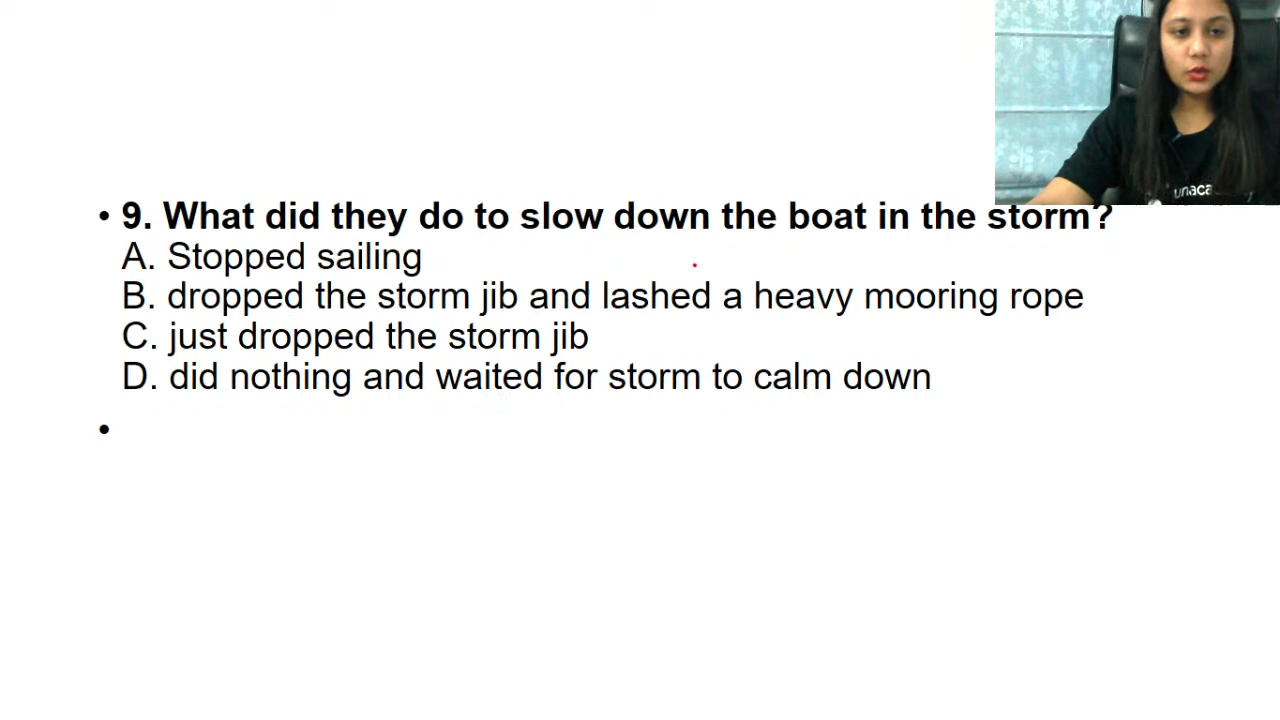 unaca
• 9. What did they do to slow down the boat in the storm?
A. Stopped sailing
B. dropped the storm jib and lashed a heavy mooring rope
C. just dropped the storm jib
D. did nothing and waited for storm to calm down
•